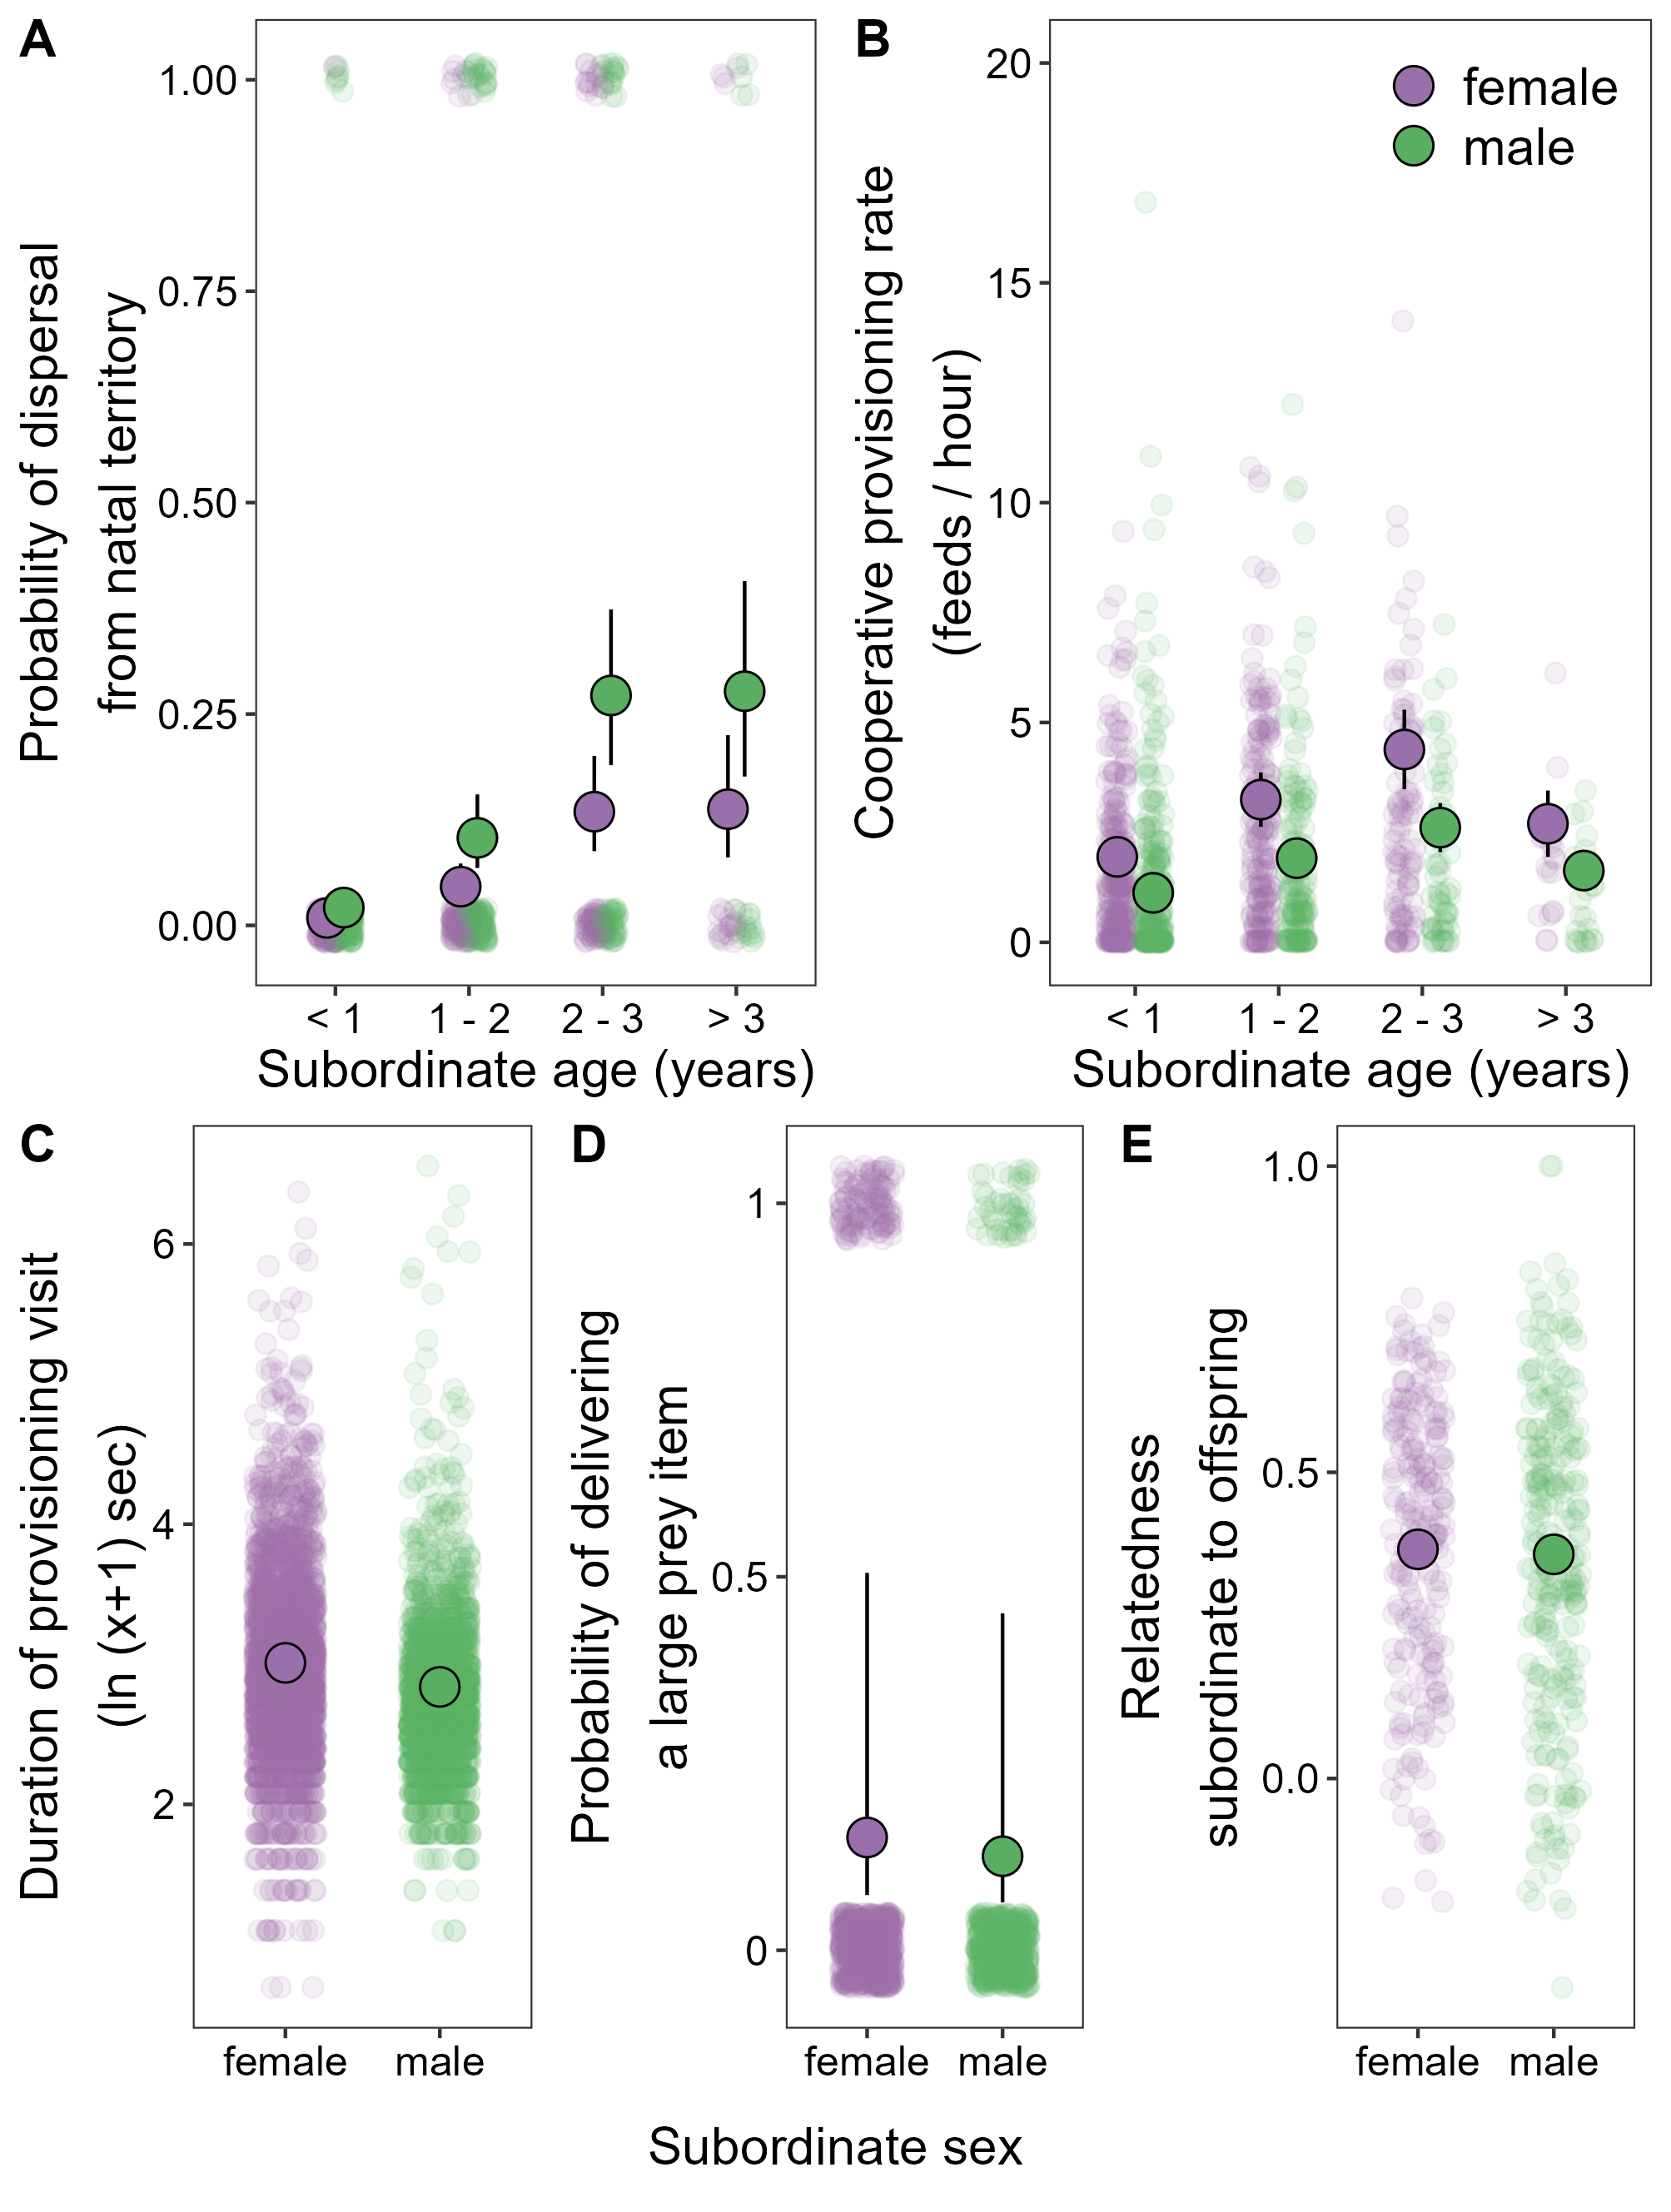 A
Probability of dispersal
from natal territory
1.00
0.75
0.50
0.25
0.00
< 1
1 - 2
2 - 3
> 3
Subordinate age (years)
B
Cooperative provisioning rate
(feeds / hour)
20
15
10
5
0
female
male
< 1
1 - 2
2 - 3
> 3
Subordinate age (years)
C
Duration of provisioning visit
(ln (x+1) sec)
6
4
2
female
male
D
Probability of delivering
a large prey item
1
0.5
0
female
male
E
Relatedness
subordinate to offspring
1.0
0.5
0.0
female
male
Subordinate sex